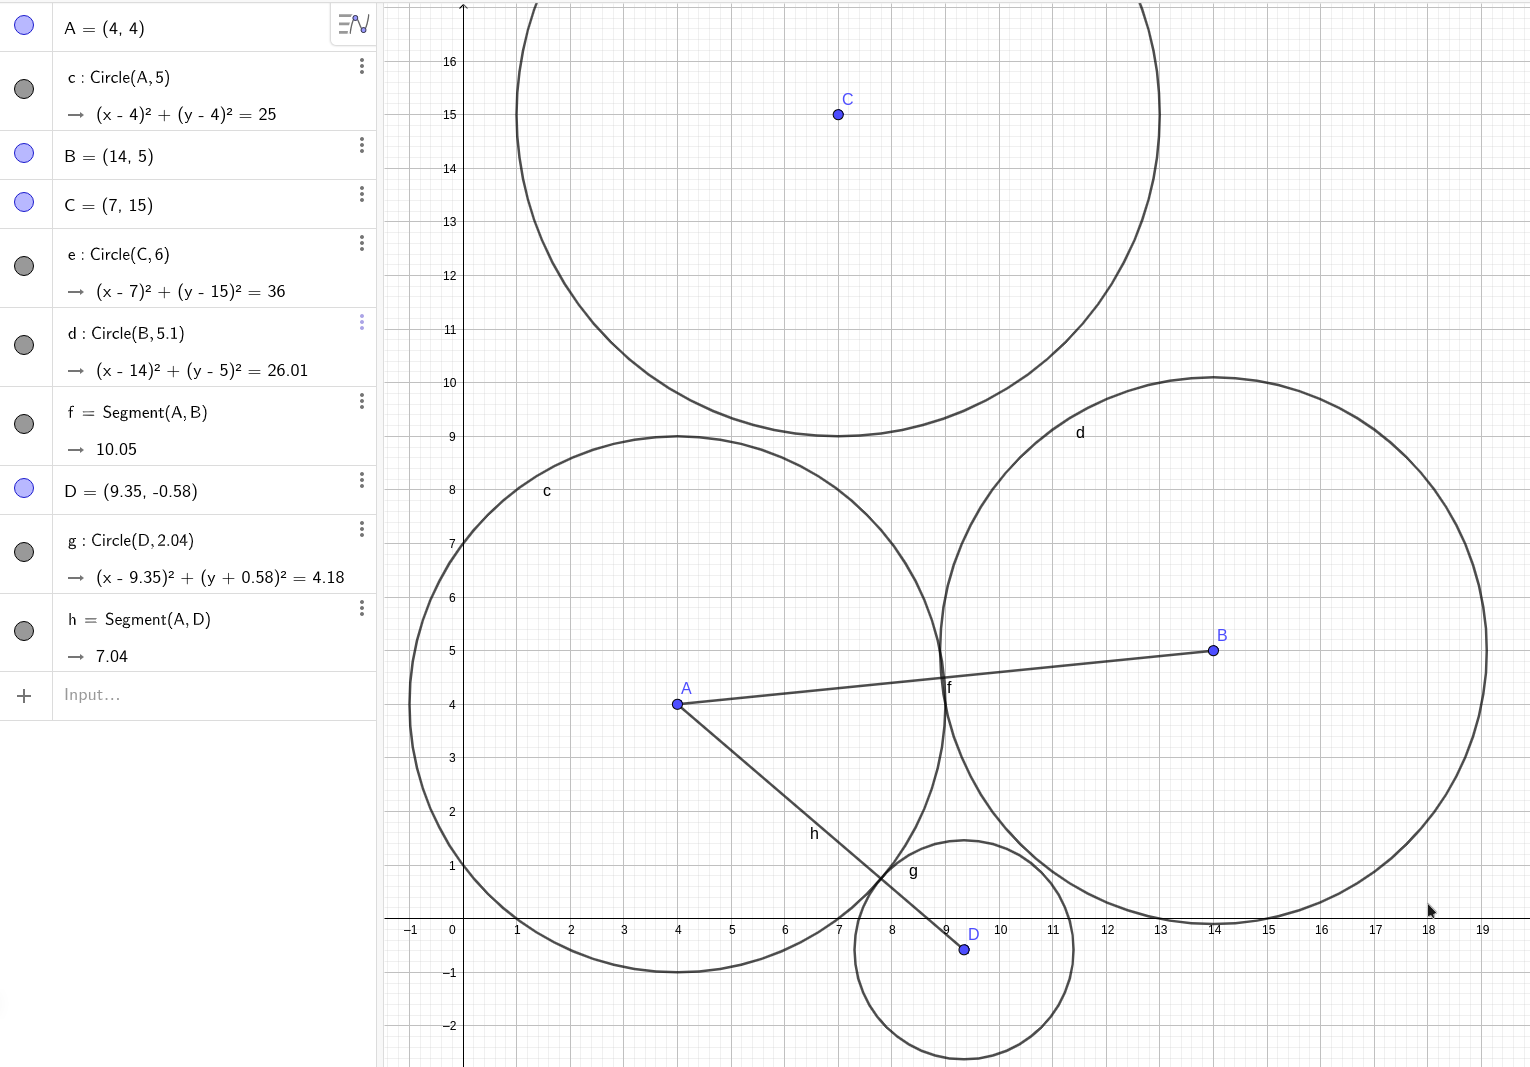 A = (4, 4)
c : Circle(A, 5)
→ (x - 4)² + (y - 4)² = 25
B = (14, 5)
C = (7, 15)
e : Circle(C, 6)
→ (x - 7)² + (y - 15)² = 36
d : Circle(B, 5.1)
→ (x - 14)² + (y - 5)² = 26.01
f = Segment(A, B)
→ 10.05
D = (9.35, -0.58)
g : Circle(D, 2.04)
→ (x - 9.35)² + (y + 0.58)² = 4.18
h = Segment(A, D)
→ 7.04
+ Input...
16
C
15
14
13
12
11
10
d
9
c
8
7
6
B
5
A
f
4
3
h
2
g
1
–1 0 1 2 3 4 5 6 7 8 9 10 11 12 13 14 15 16 17 18 19
D
–1
–2